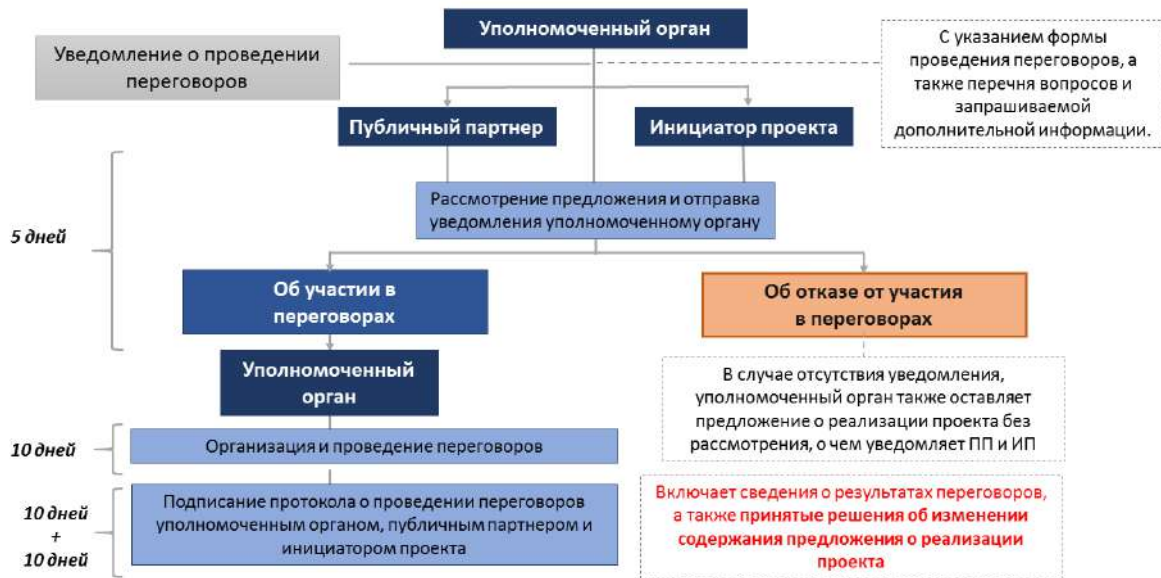 Уполномоченный орган
Уведомление о проведении
переговоров
С указанием формы
проведения переговоров, а
также перечня вопросов и
запрашиваемой
дополнительной информации.
Публичный партнер
Инициатор проекта
Рассмотрение предложения и отправка
уведомления уполномоченному органу
5 дней
Об участии в
переговорах
Об отказе от участия
в переговорах
Уполномоченный
орган
В случае отсутствия уведомления,
уполномоченный орган также оставляет
предложение о реализации проекта без
рассмотрения, о чем уведомляет ПП и ИП
10 дней
Организация и проведение переговоров
10 дней
+
10 дней
Подписание протокола о проведении переговоров
уполномоченным органом, публичным партнером и
инициатором проекта
Включает сведения о результатах переговоров,
а также принятые решения об изменении
содержания предложения о реализации
проекта